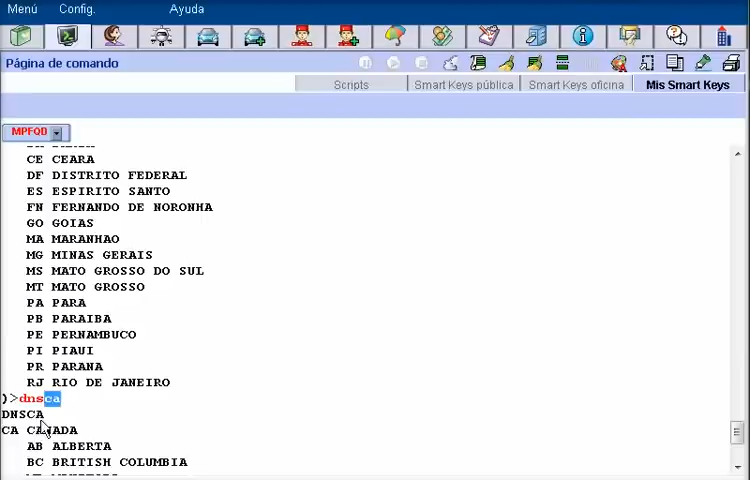 Menú Config. Ayuda
Página de comando
Scripts Smart Keys pública Smart Keys oficina Mis Smart Keys
MPFQD
CE CEARA
DF DISTRITO FEDERAL
ES ESPIRITO SANTO
FN FERNANDO DE NORONHA
GO GOIAS
MA MARANHAO
MG MINAS GERAIS
MS MATO GROSSO DO SUL
MT MATO GROSSO
PA PARA
PB PARAIBA
PE PERNAMBUCO
PI PIAUI
PR PARANA
RJ RIO DE JANEIRO
)>dnsca
DNSCA
CA CANADA
AB ALBERTA
BC BRITISH COLUMBIA